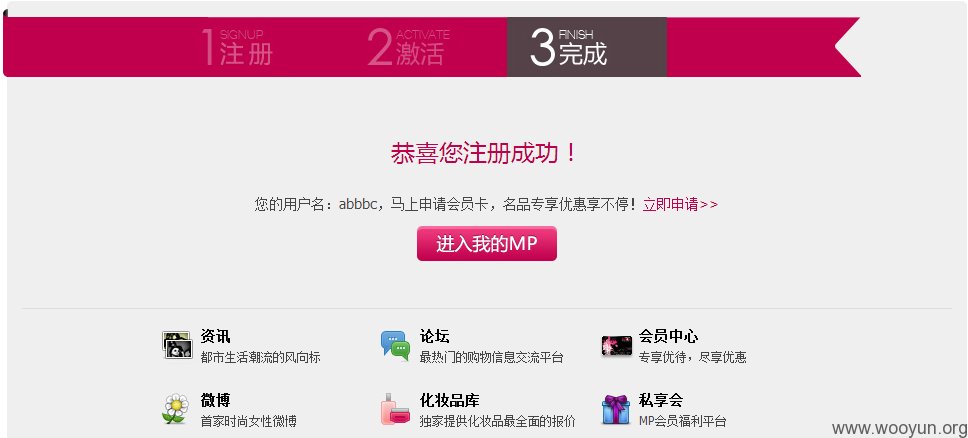 1 SIGNUP 注册
2 ACTIVATE 激活
3 FINISH 完成
恭喜您注册成功！
您的用户名：abbbc，马上申请会员卡，名品专享优惠享不停！立即申请>>
进入我的MP
资讯
都市生活潮流的风向标
论坛
最热门的购物信息交流平台
会员中心
专享优待，尽享优惠
微博
首家时尚女性微博
化妆品库
独家提供化妆品最全面的报价
私享会
MP会员福利平台
www.wooyun.org